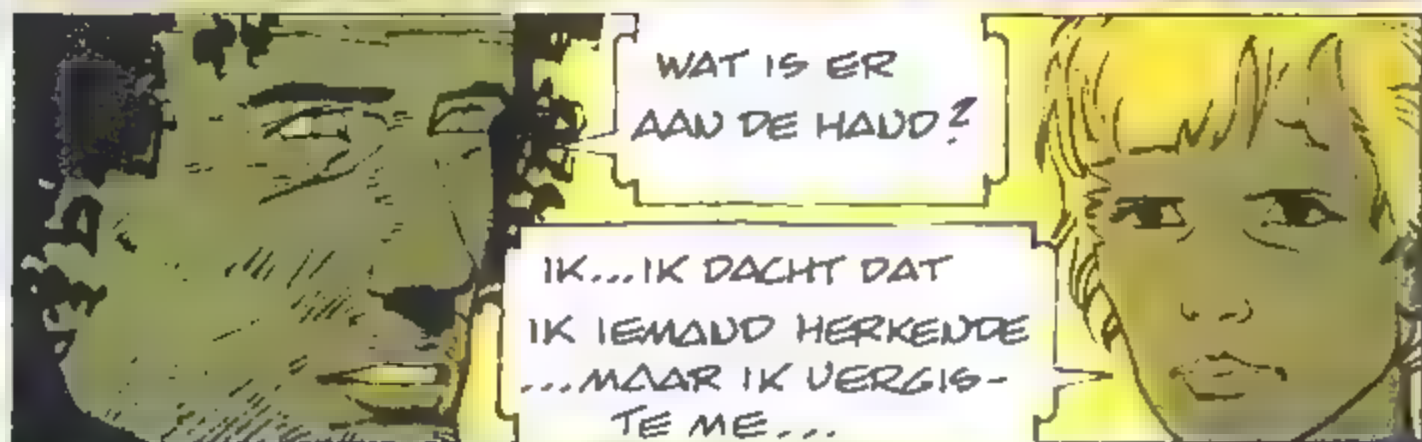 WAT IS ER
AAN DE HAND?
IK...IK DACHT DAT
IK IEMAND HERKENDE
...MAAR IK VERGIS-
TE ME...